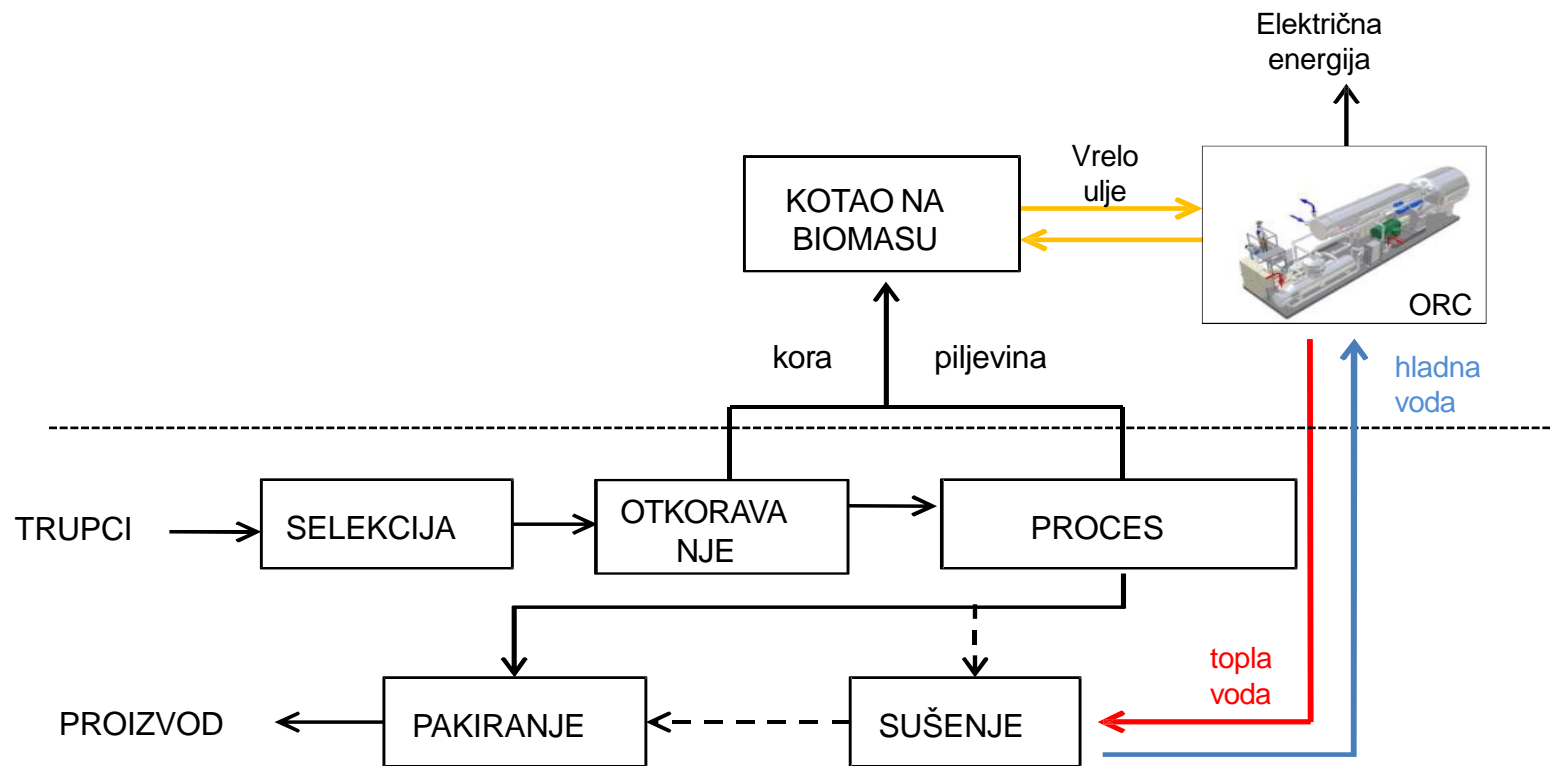 Električna
energija
Vrelo
ulje
KOTAO NA
BIOMASU
ORC
kora
piljevina
hladna
voda
TRUPCI
SELEKCIJA
OTKORAVA
NJE
PROCES
topla
voda
PROIZVOD
PAKIRANJE
SUŠENJE